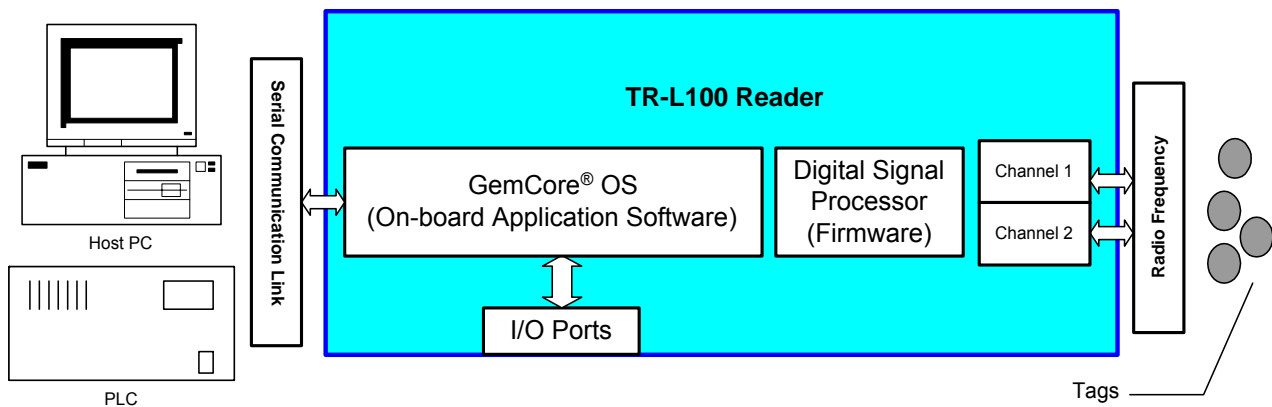 Host PC
PLC
Serial Communication Link
TR-L100 Reader
GemCore® OS
(On-board Application Software)
I/O Ports
Digital Signal
Processor
(Firmware)
Channel 1
Channel 2
Radio Frequency
Tags